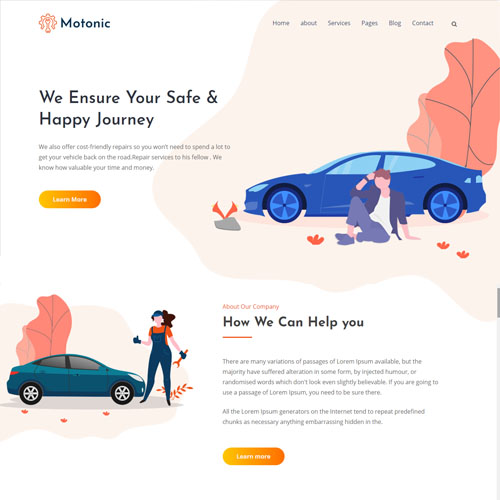 Motonic
Home about Services Pages Blog Contact
We Ensure Your Safe &
Happy Journey
We also offer cost-friendly repairs so you won't need to spend a lot to
get your vehicle back on the road.Repair services to his fellow . We
know how valuable your time and money.
Learn More
About Our Company
How We Can Help you
There are many variations of passages of Lorem Ipsum available, but the
majority have suffered alteration in some form, by injected humour, or
randomised words which don't look even slightly believable. If you are going to
use a passage of Lorem Ipsum, you need to be sure there.
All the Lorem Ipsum generators on the Internet tend to repeat predefined
chunks as necessary anything embarrassing hidden in the.
Learn more